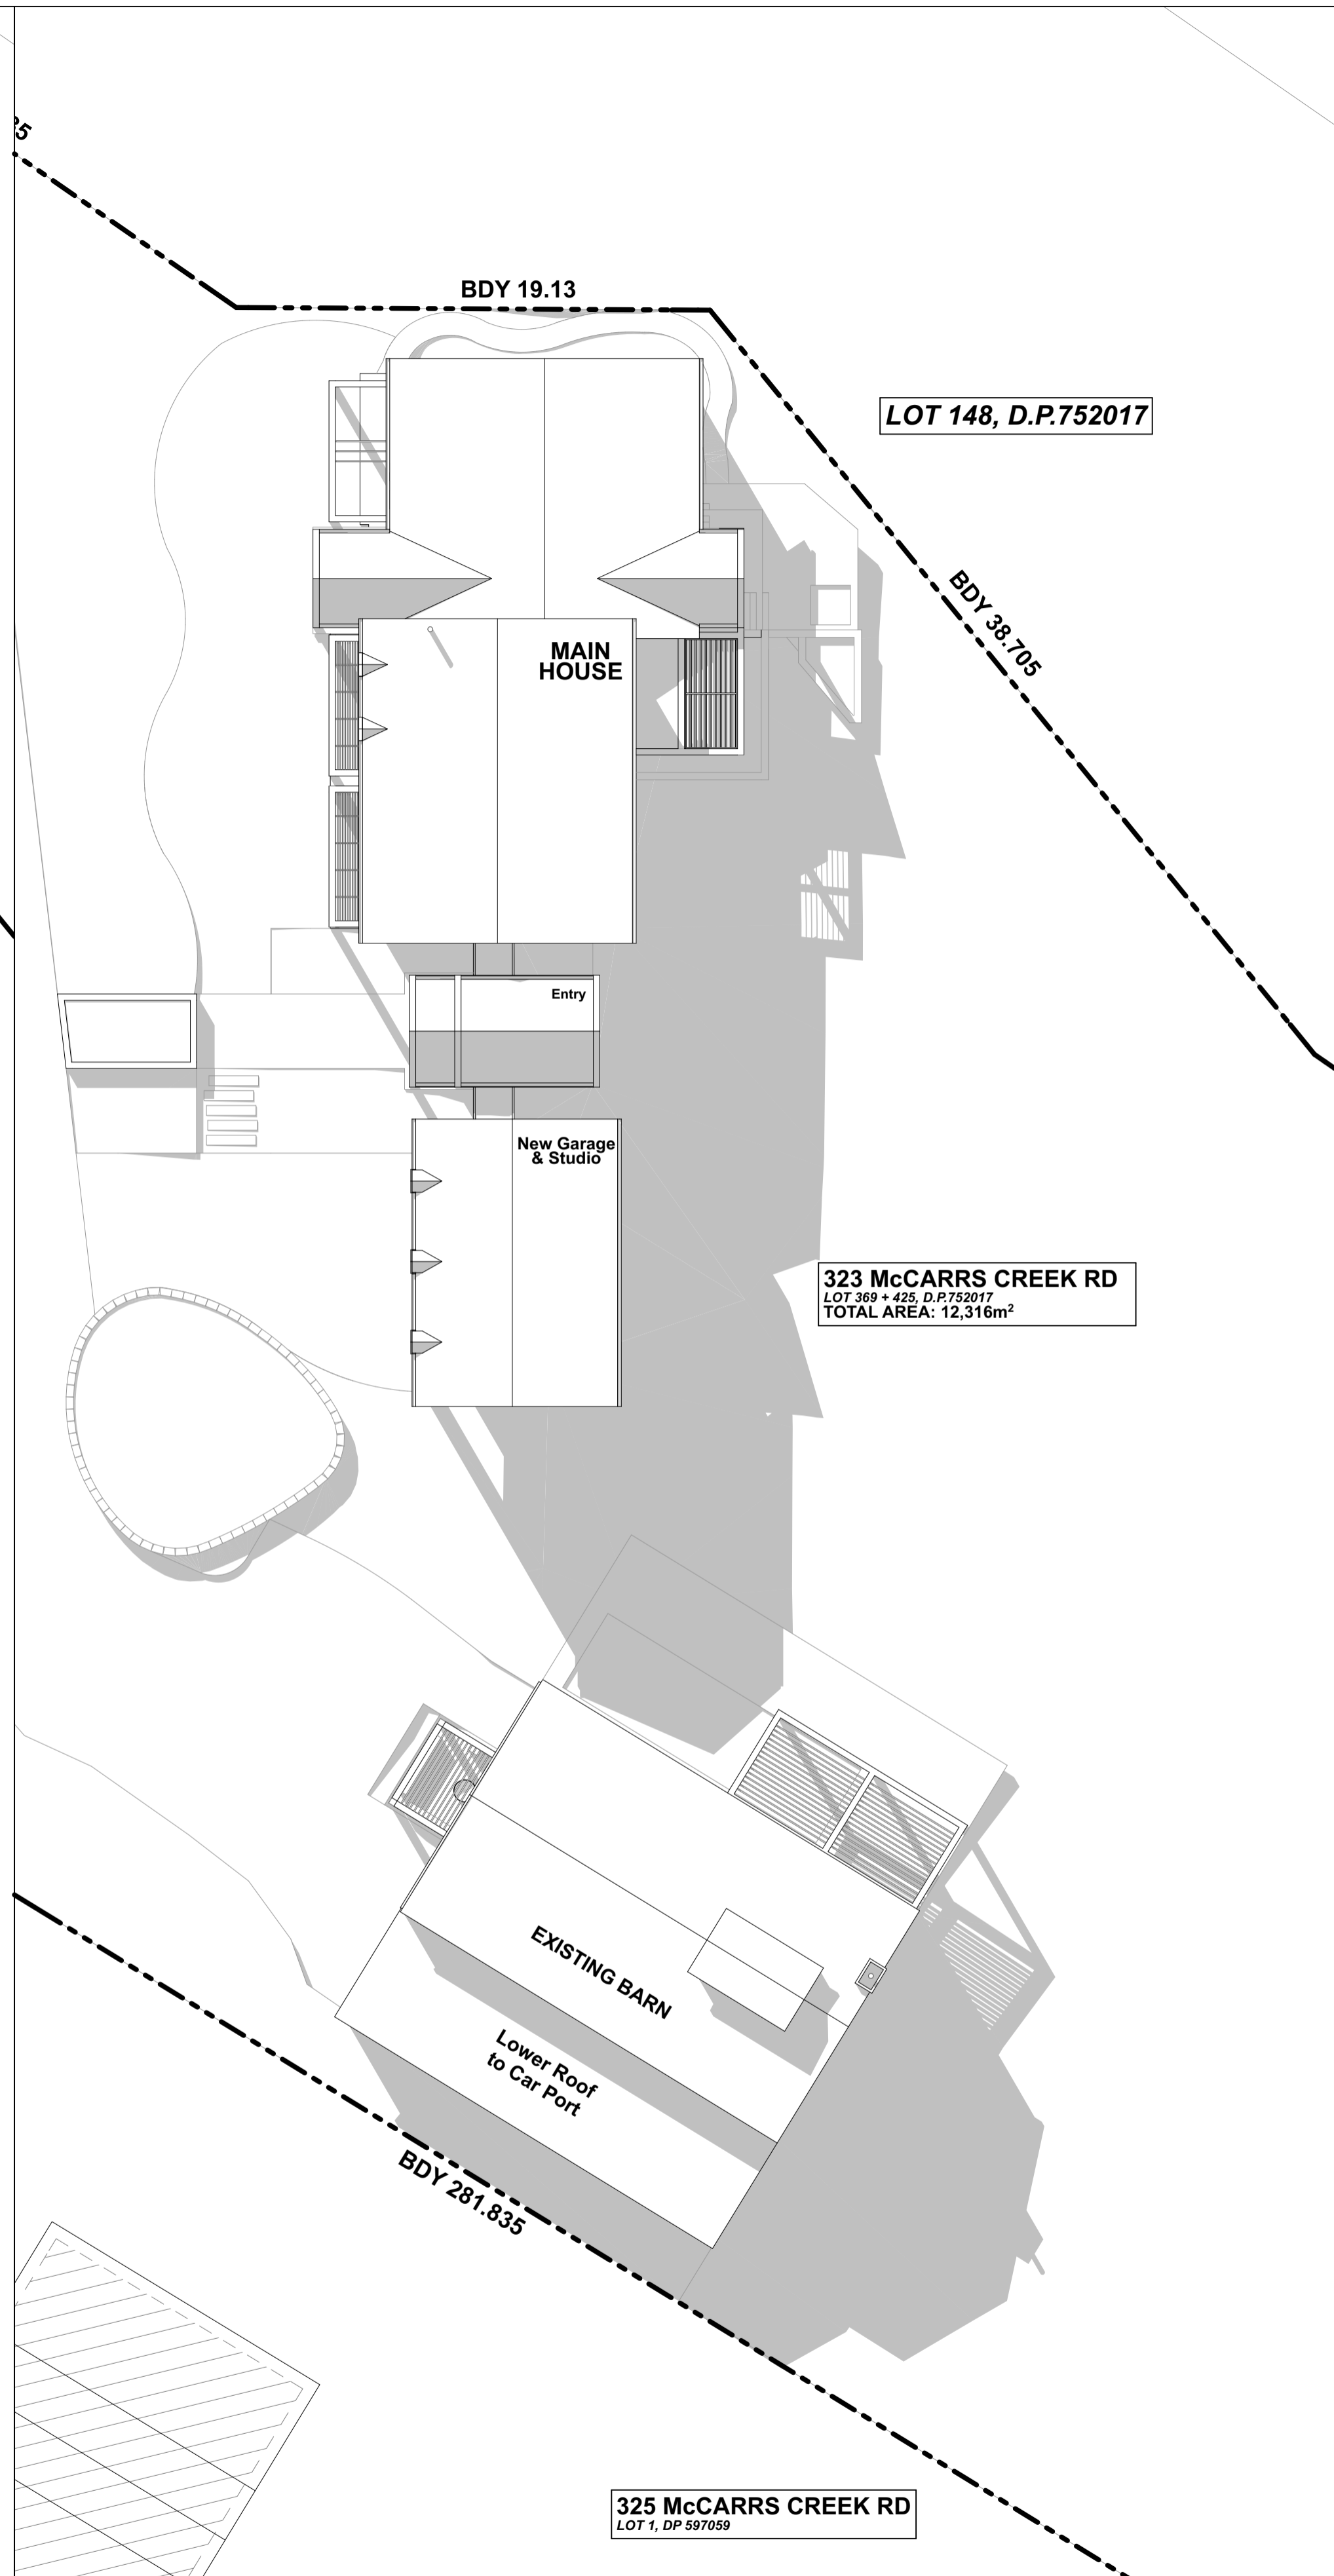 BDY 19.13
LOT 148, D.P.752017
BDY 38.705
MAIN
HOUSE
Entry
New Garage
& Studio
323 McCARRS CREEK RD
LOT 369 + 425, D.P.752017
TOTAL AREA: 12,316m²
EXISTING BARN
Lower Roof
to Car Port
BDY 281.835
325 McCARRS CREEK RD
LOT 1, DP 597059